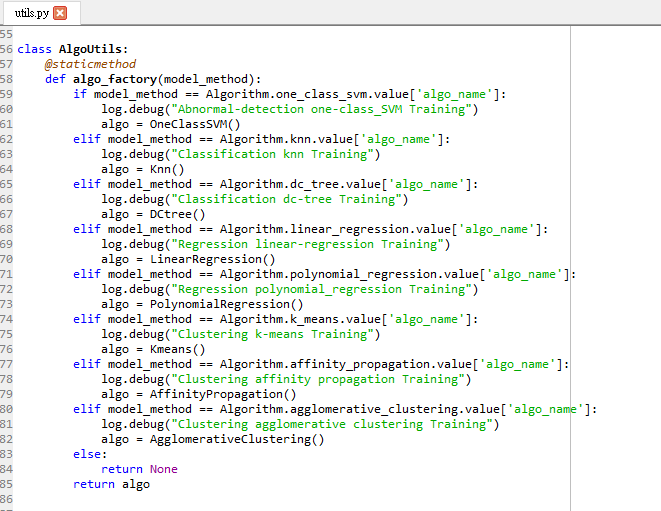 utils.py
55
56 class AlgoUtils:
57     @staticmethod
58     def algo_factory(model_method):
59         if model_method == Algorithm.one_class_svm.value['algo_name']:
60             log.debug("Abnormal-detection one-class_SVM Training")
61             algo = OneClassSVM()
62         elif model_method == Algorithm.knn.value['algo_name']:
63             log.debug("Classification knn Training")
64             algo = Knn()
65         elif model_method == Algorithm.dc_tree.value['algo_name']:
66             log.debug("Classification dc-tree Training")
67             algo = DCtree()
68         elif model_method == Algorithm.linear_regression.value['algo_name']:
69             log.debug("Regression linear-regression Training")
70             algo = LinearRegression()
71         elif model_method == Algorithm.polynomial_regression.value['algo_name']:
72             log.debug("Regression polynomial_regression Training")
73             algo = PolynomialRegression()
74         elif model_method == Algorithm.k_means.value['algo_name']:
75             log.debug("Clustering k-means Training")
76             algo = Kmeans()
77         elif model_method == Algorithm.affinity_propagation.value['algo_name']:
78             log.debug("Clustering affinity propagation Training")
79             algo = AffinityPropagation()
80         elif model_method == Algorithm.agglomerative_clustering.value['algo_name']:
81             log.debug("Clustering agglomerative clustering Training")
82             algo = AgglomerativeClustering()
83         else:
84             return None
85         return algo
86